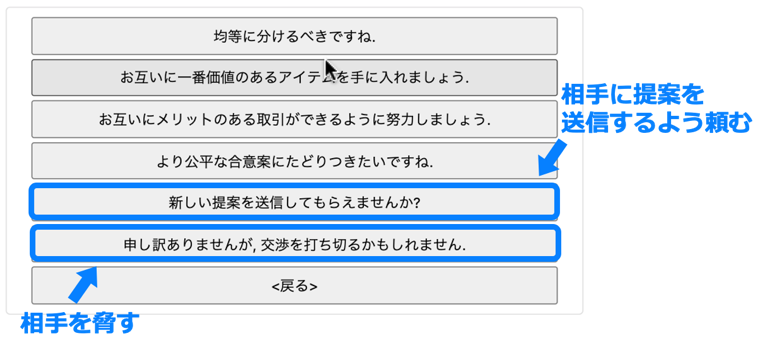 均等に分けるべきですね.
お互いに一番価値のあるアイテムを手に入れましょう.
相手に提案を
送信するよう頼む
お互いにメリットのある取引ができるように努力しましょう.
より公平な合意案にたどりつきたいですね.
新しい提案を送信してもらえませんか?
申し訳ありませんが, 交渉を打ち切るかもしれません.
<戻る>
相手を脅す